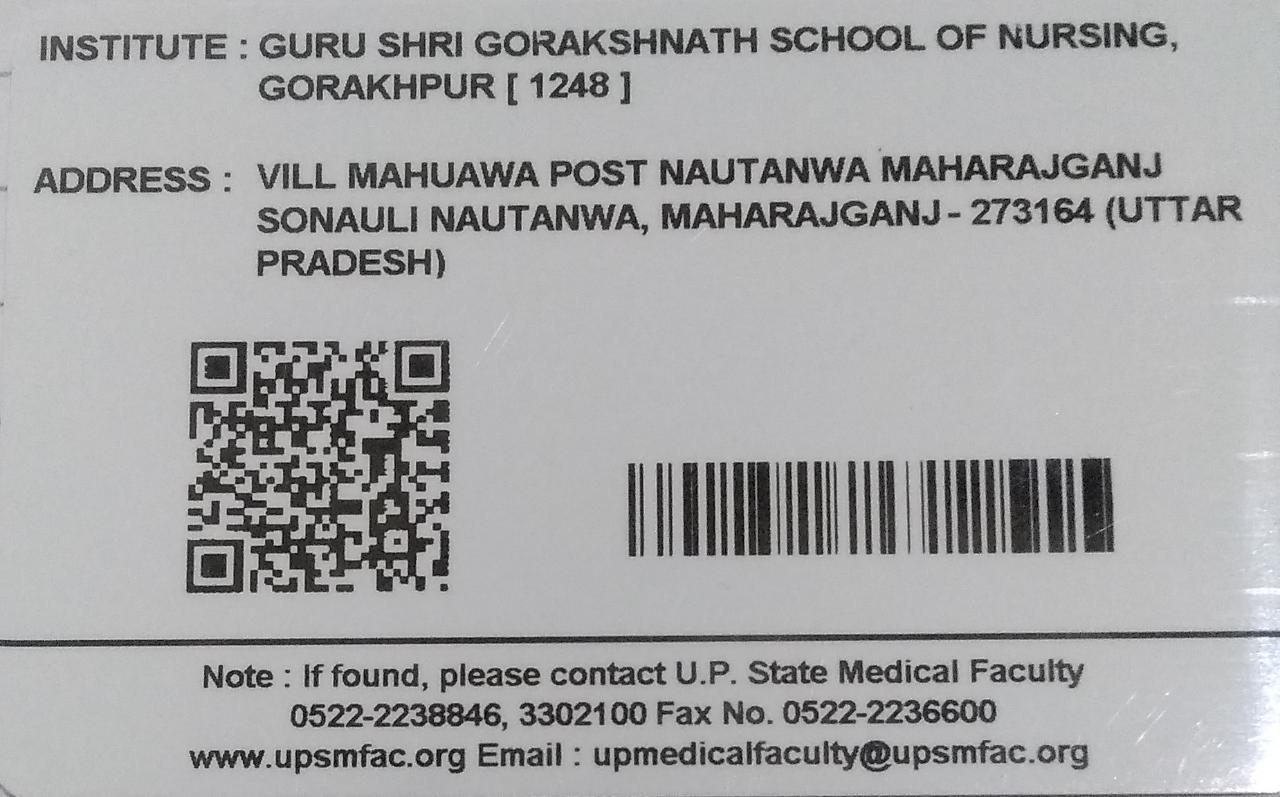 INSTITUTE : GURU SHRI GORAKSHNATH SCHOOL OF NURSING,
GORAKHPUR [ 1248 ]
ADDRESS : VILL MAHUAWA POST NAUTANWA MAHARAJGANJ
SONAULI NAUTANWA, MAHARAJGANJ - 273164 (UTTAR
PRADESH)
Note : If found, please contact U.P. State Medical Faculty
0522-2238846, 3302100 Fax No. 0522-2236600
www.upsmfac.org Email : upmedicalfaculty@upsmfac.org